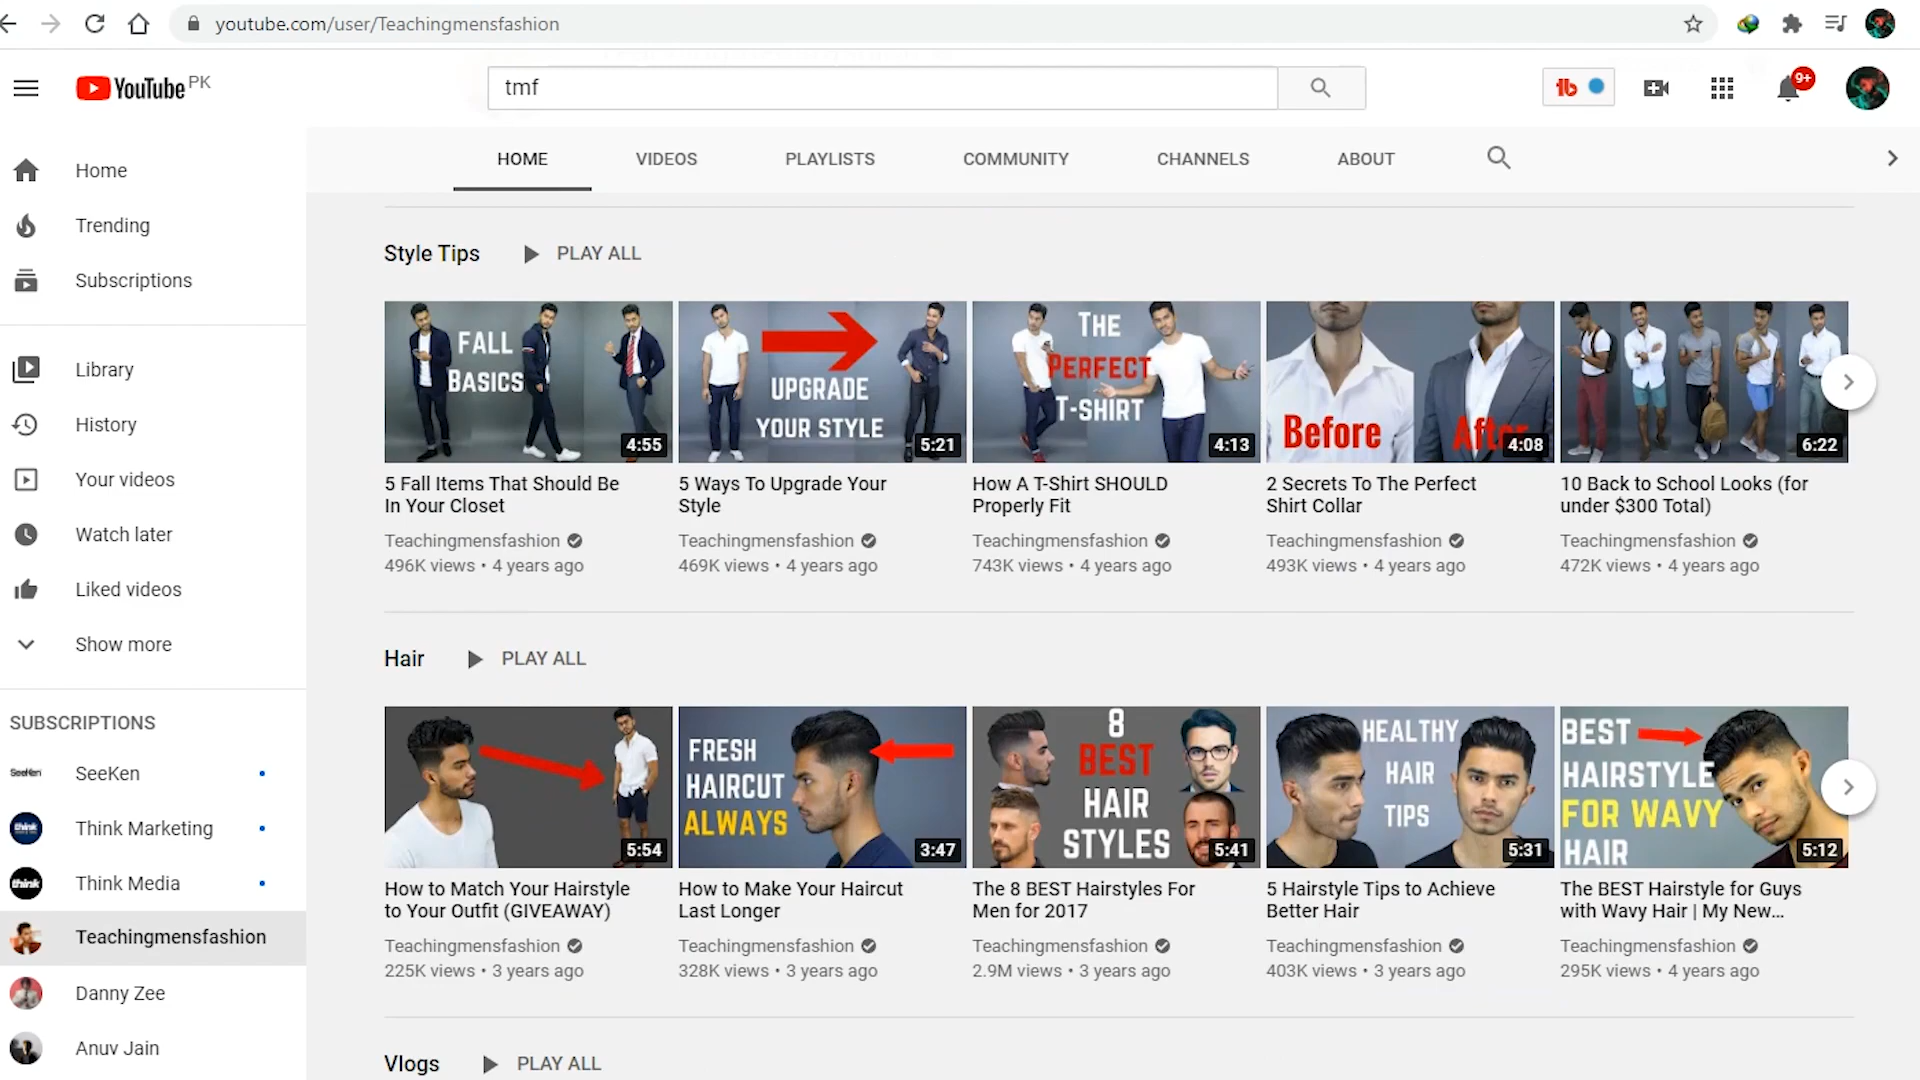 youtube.com/user/Teachingmensfashion
YouTube PK
tmf
9+
HOME VIDEOS PLAYLISTS COMMUNITY CHANNELS ABOUT
Home
Trending
Subscriptions
Library
History
Your videos
Watch later
Liked videos
Show more
SUBSCRIPTIONS
SeeKen
Think Marketing
Think Media
Teachingmensfashion
Danny Zee
Anuv Jain
Style Tips PLAY ALL
FALL
BASICS
4:55
UPGRADE
YOUR STYLE
5:21
THE
PERFECT
T-SHIRT
4:13
Before After
4:08
6:22
5 Fall Items That Should Be
In Your Closet
Teachingmensfashion
496K views • 4 years ago
5 Ways To Upgrade Your
Style
Teachingmensfashion
469K views • 4 years ago
How A T-Shirt SHOULD
Properly Fit
Teachingmensfashion
743K views • 4 years ago
2 Secrets To The Perfect
Shirt Collar
Teachingmensfashion
493K views • 4 years ago
10 Back to School Looks (for
under $300 Total)
Teachingmensfashion
472K views • 4 years ago
Hair PLAY ALL
5:54
FRESH
HAIRCUT
ALWAYS
3:47
8
BEST
HAIR
STYLES
5:41
HEALTHY
HAIR
TIPS
5:31
BEST
HAIRSTYLE
FOR WAVY
HAIR
5:12
How to Match Your Hairstyle
to Your Outfit (GIVEAWAY)
Teachingmensfashion
225K views • 3 years ago
How to Make Your Haircut
Last Longer
Teachingmensfashion
328K views • 3 years ago
The 8 BEST Hairstyles For
Men for 2017
Teachingmensfashion
2.9M views • 3 years ago
5 Hairstyle Tips to Achieve
Better Hair
Teachingmensfashion
403K views • 3 years ago
The BEST Hairstyle for Guys
with Wavy Hair | My New...
Teachingmensfashion
295K views • 4 years ago
Vlogs PLAY ALL